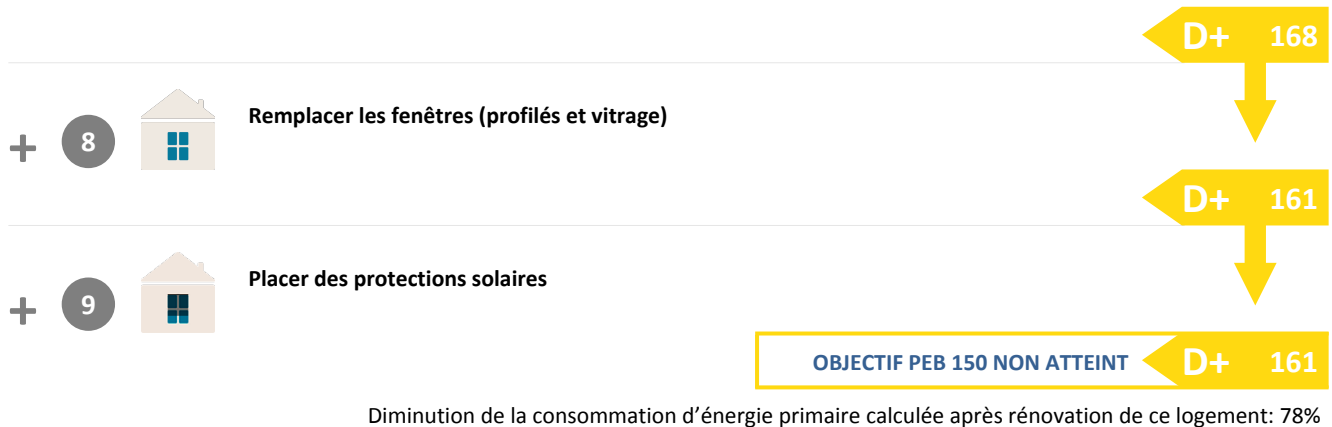 D+ 168
+ 8 Remplacer les fenêtres (profilés et vitrage)
D+ 161
+ 9 Placer des protections solaires
OBJECTIF PEB 150 NON ATTEINT D+ 161
Diminution de la consommation d’énergie primaire calculée après rénovation de ce logement: 78%